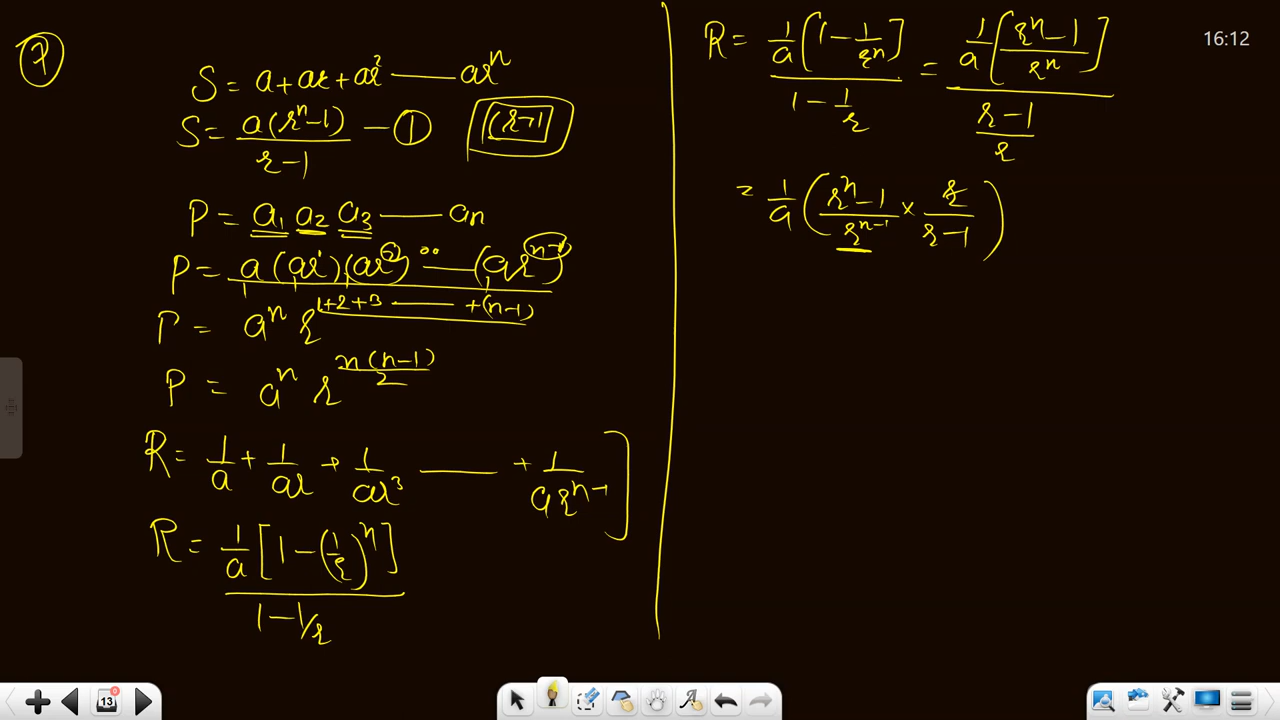 7
S = a + ar + ar² —— arⁿ
S = a(rⁿ-1)/r-1 — ① (r>1)
P = a₁ a₂ a₃ —— aₙ
P = a (ar¹)(ar²) ·· — (arⁿ⁻¹)
P = aⁿ r^(1+2+3 —— +(n-1))
P = aⁿ r^(n(n-1)/2)
R = 1/a + 1/ar + 1/ar³ —— + 1/arⁿ⁻¹ ]
R = 1/a [1-(1/r)ⁿ] / 1-1/r
R = 1/a (1 - 1/rⁿ] / 1 - 1/r = 1/a (rⁿ-1/rⁿ] / r-1/r
= 1/a (rⁿ-1/rⁿ⁻¹ × r/r-1)
16:12
13
0